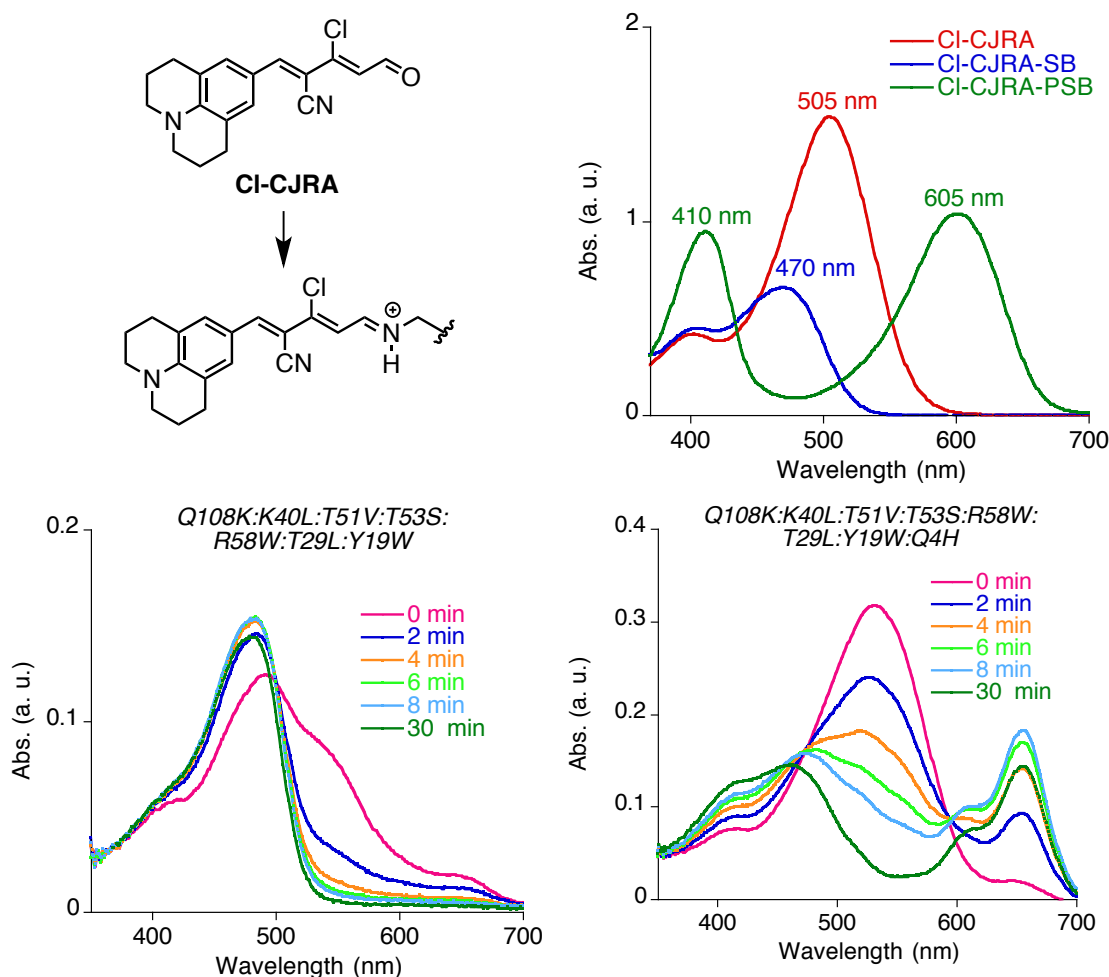 Cl
CN
O
N
Cl-CJRA
Cl
CN
N
+
H
N
2
1
0
Abs. (a. u.)
Cl-CJRA
Cl-CJRA-SB
Cl-CJRA-PSB
505 nm
410 nm
605 nm
470 nm
400
500
600
700
Wavelength (nm)
Q108K:K40L:T51V:T53S:
R58W:T29L:Y19W
0.2
0.1
0
Abs. (a. u.)
0 min
2 min
4 min
6 min
8 min
30 min
400
500
600
700
Wavelength (nm)
Q108K:K40L:T51V:T53S:R58W:
T29L:Y19W:Q4H
0.4
0.3
0.2
0.1
0
Abs. (a. u.)
0 min
2 min
4 min
6 min
8 min
30 min
400
500
600
700
Wavelength (nm)